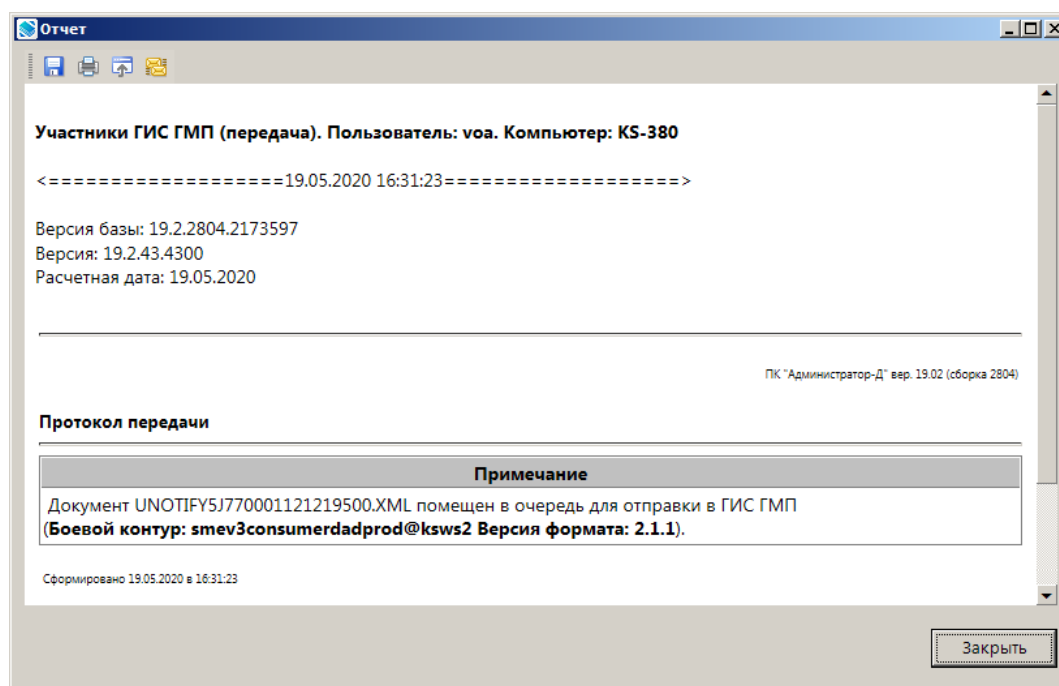 Отчет
Участники ГИС ГМП (передача). Пользователь: voa. Компьютер: KS-380
<===================19.05.2020 16:31:23===================>
Версия базы: 19.2.2804.2173597
Версия: 19.2.43.4300
Расчетная дата: 19.05.2020
ПК "Администратор-Д" вер. 19.02 (сборка 2804)
Протокол передачи
Примечание
Документ UNOTIFY5J770001121219500.XML помещен в очередь для отправки в ГИС ГМП
(Боевой контур: smev3consumerdadprod@ksws2 Версия формата: 2.1.1).
Сформировано 19.05.2020 в 16:31:23
Закрыть